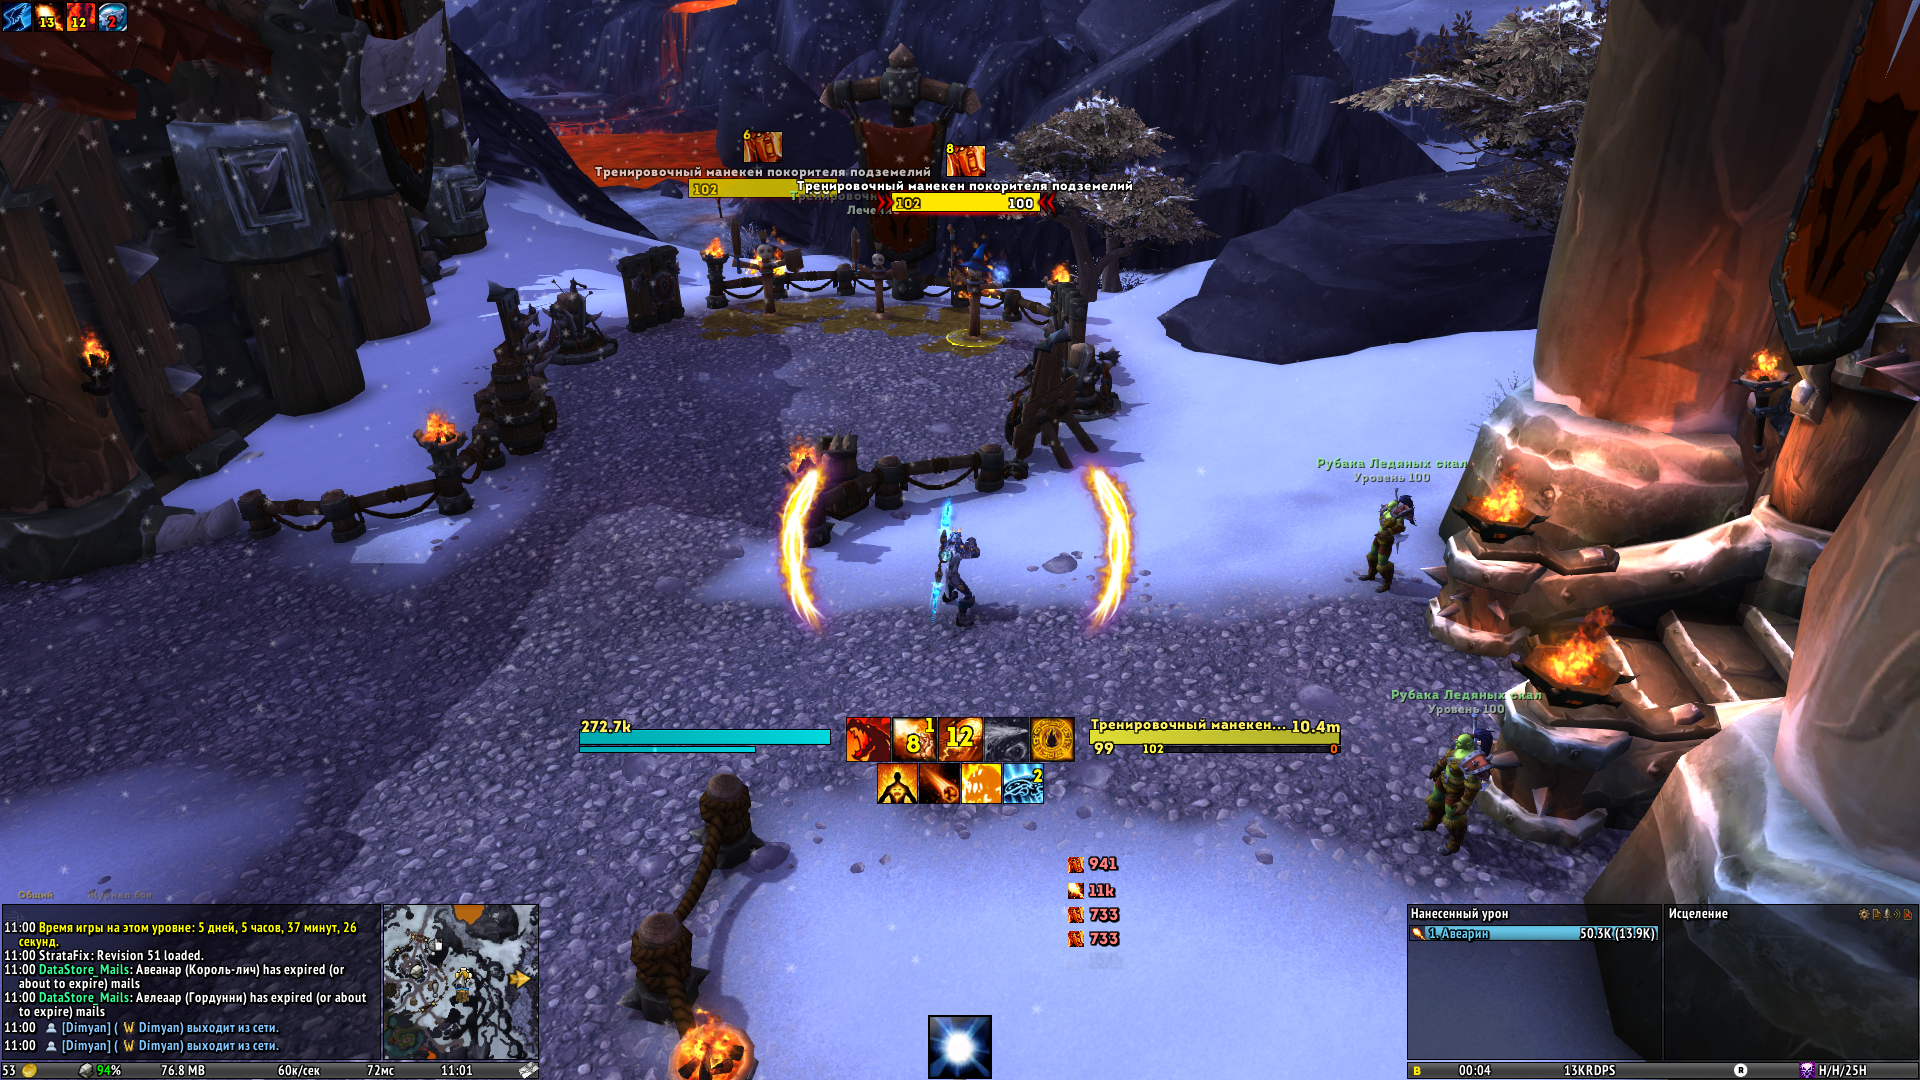 13
12
2
6
8
Тренировочный манекен покорителя подземелий
102
Тренировочный манекен покорителя подземелий
102
100
Рубака Ледяных скал
Уровень 100
Рубака Ледяных скал
Уровень 100
272.7k
1
8
12
Тренировочный манекен... 10.4m
99
102
0
2
941
11k
733
733
Общий
Журнал боя
11:00 Время игры на этом уровне: 5 дней, 5 часов, 37 минут, 26
секунд.
11:00 StrataFix: Revision 51 loaded.
11:00 DataStore_Mails: Авеанар (Король-лич) has expired (or
about to expire) mails
11:00 DataStore_Mails: Авлеаар (Гордунни) has expired (or about
to expire) mails
11:00 [Dimyan] ( Dimyan) выходит из сети.
11:00 [Dimyan] ( Dimyan) выходит из сети.
Нанесенный урон
1. Авеарин 50.3K (13.9K)
Исцеление
53
94%
76.8 MB
60к/сек
72мс
11:01
B
00:04
13KRDPS
R
H/H/25H